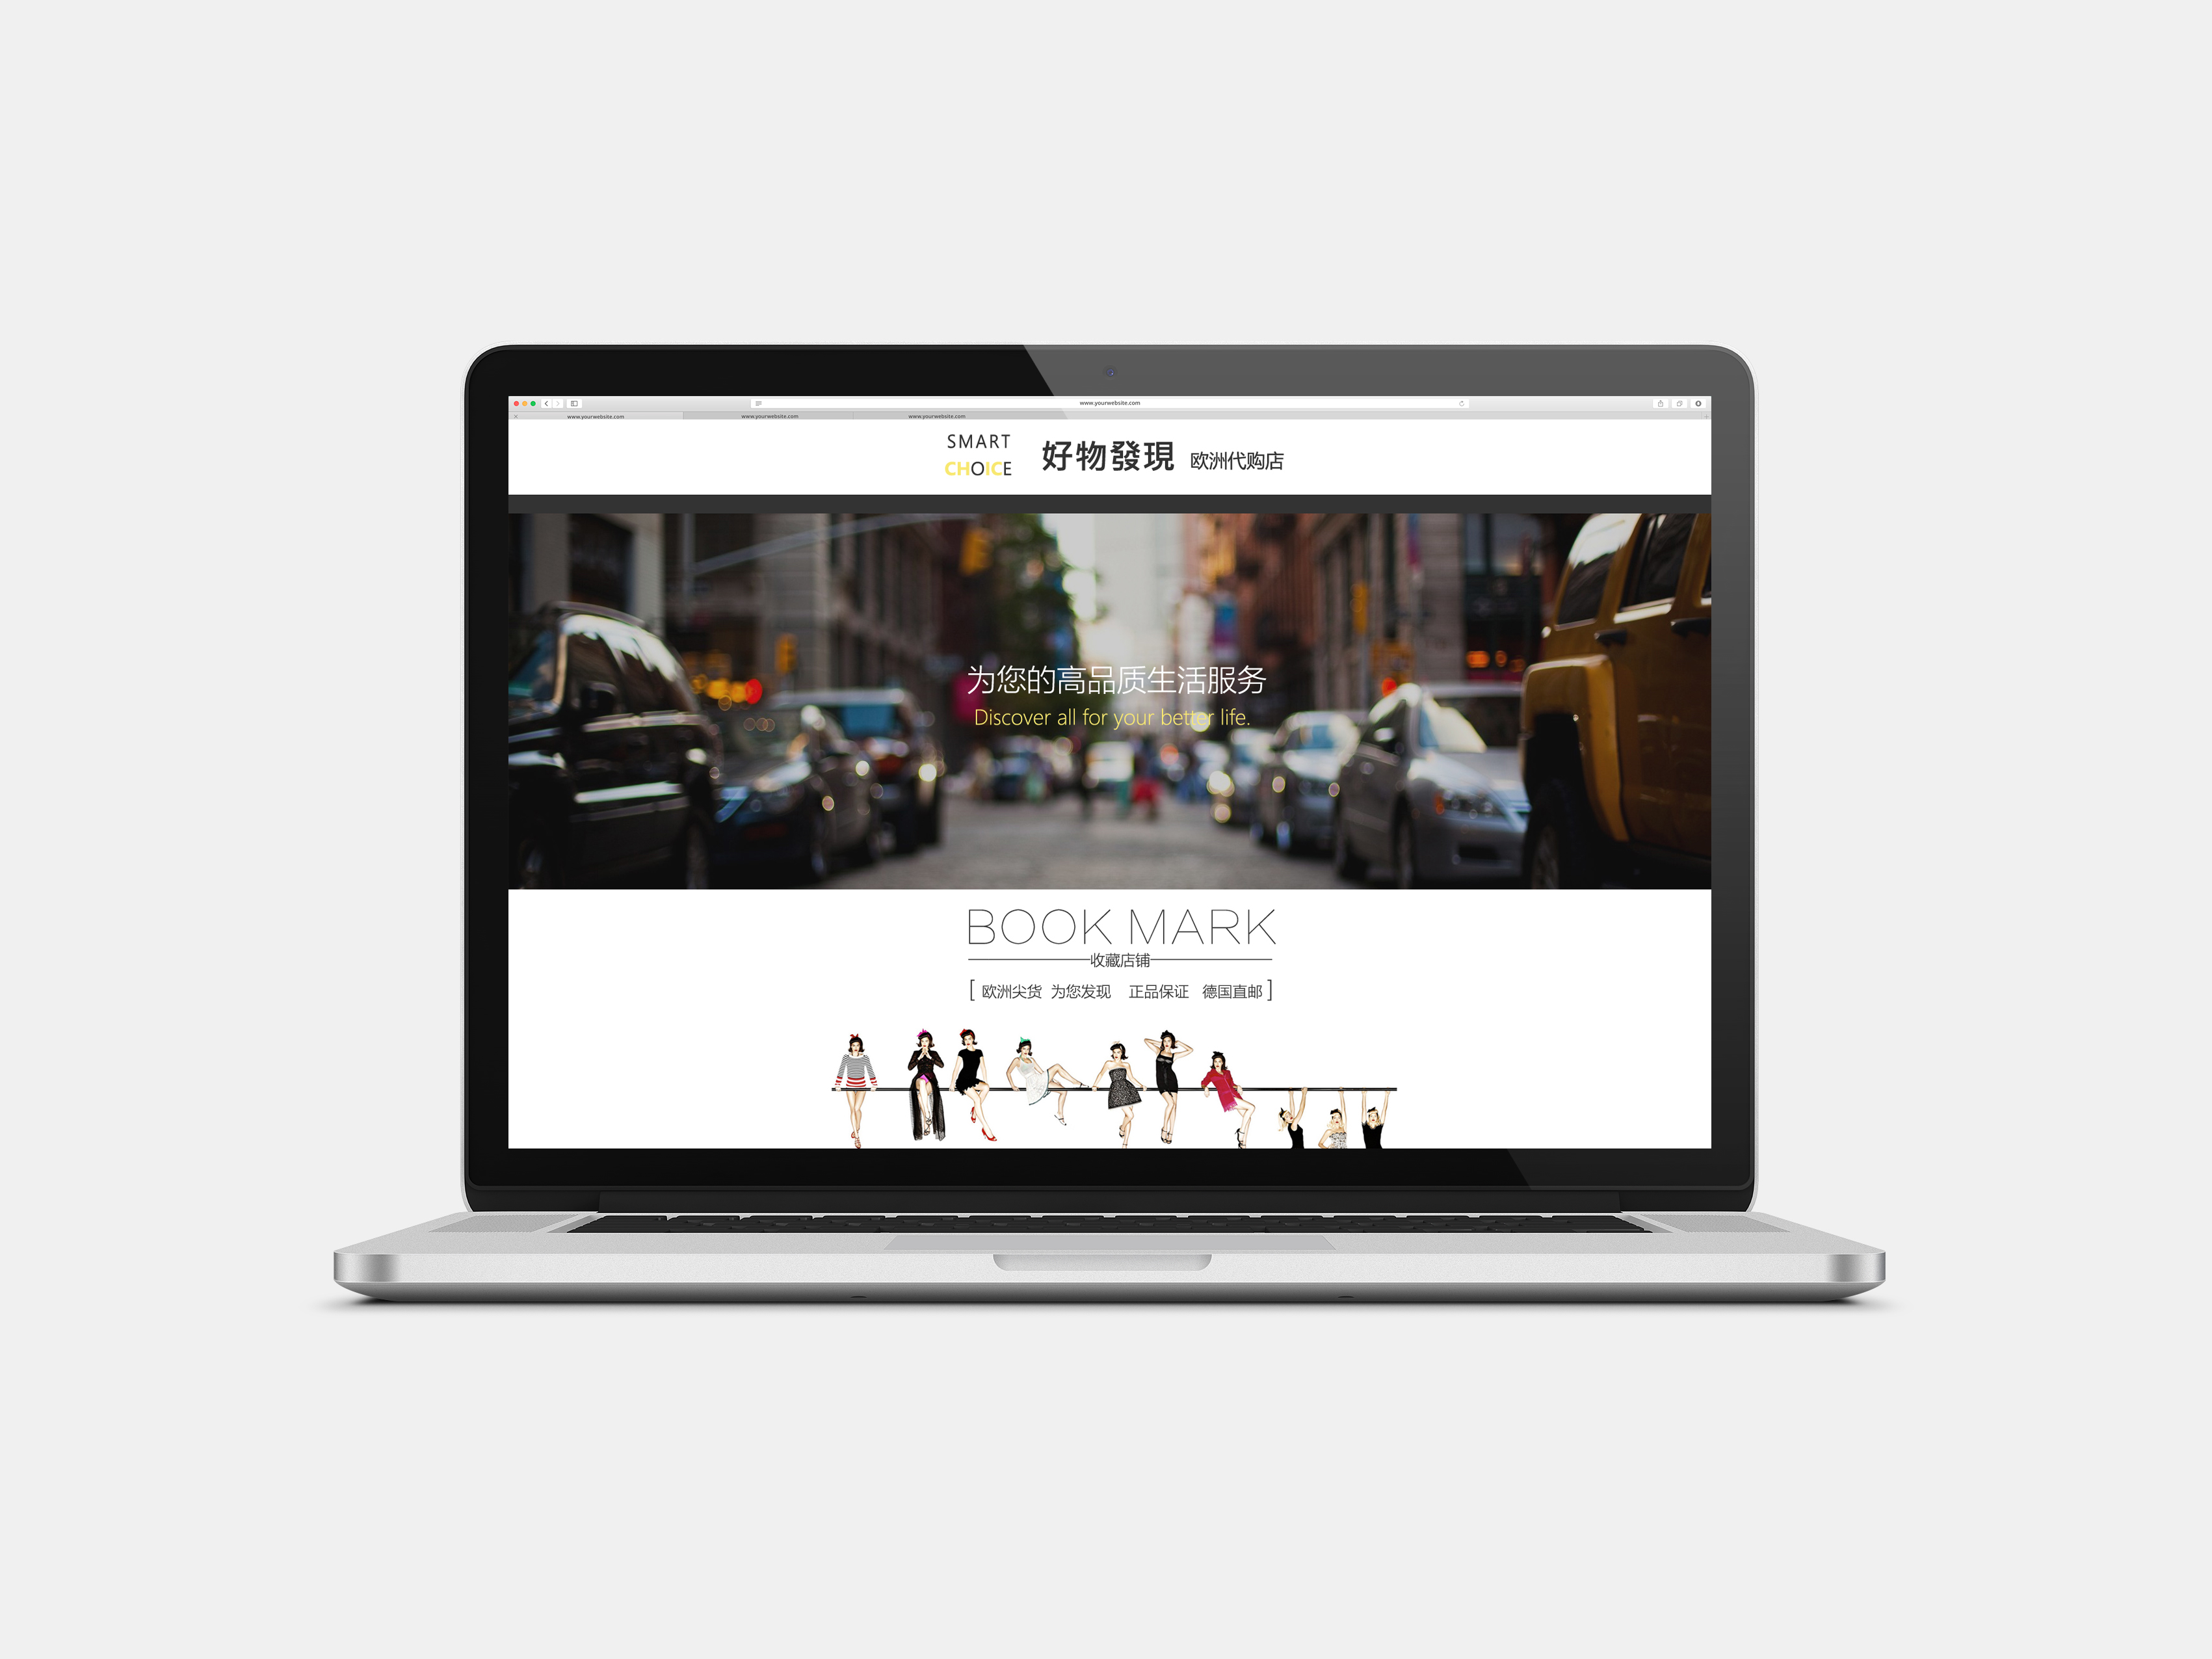 www.yourwebsite.com
www.yourwebsite.com www.yourwebsite.com www.yourwebsite.com
SMART
CHOICE
好物發現 欧洲代购店
为您的高品质生活服务
Discover all for your better life.
BOOK MARK
收藏店铺
[ 欧洲尖货 为您发现 正品保证 德国直邮 ]